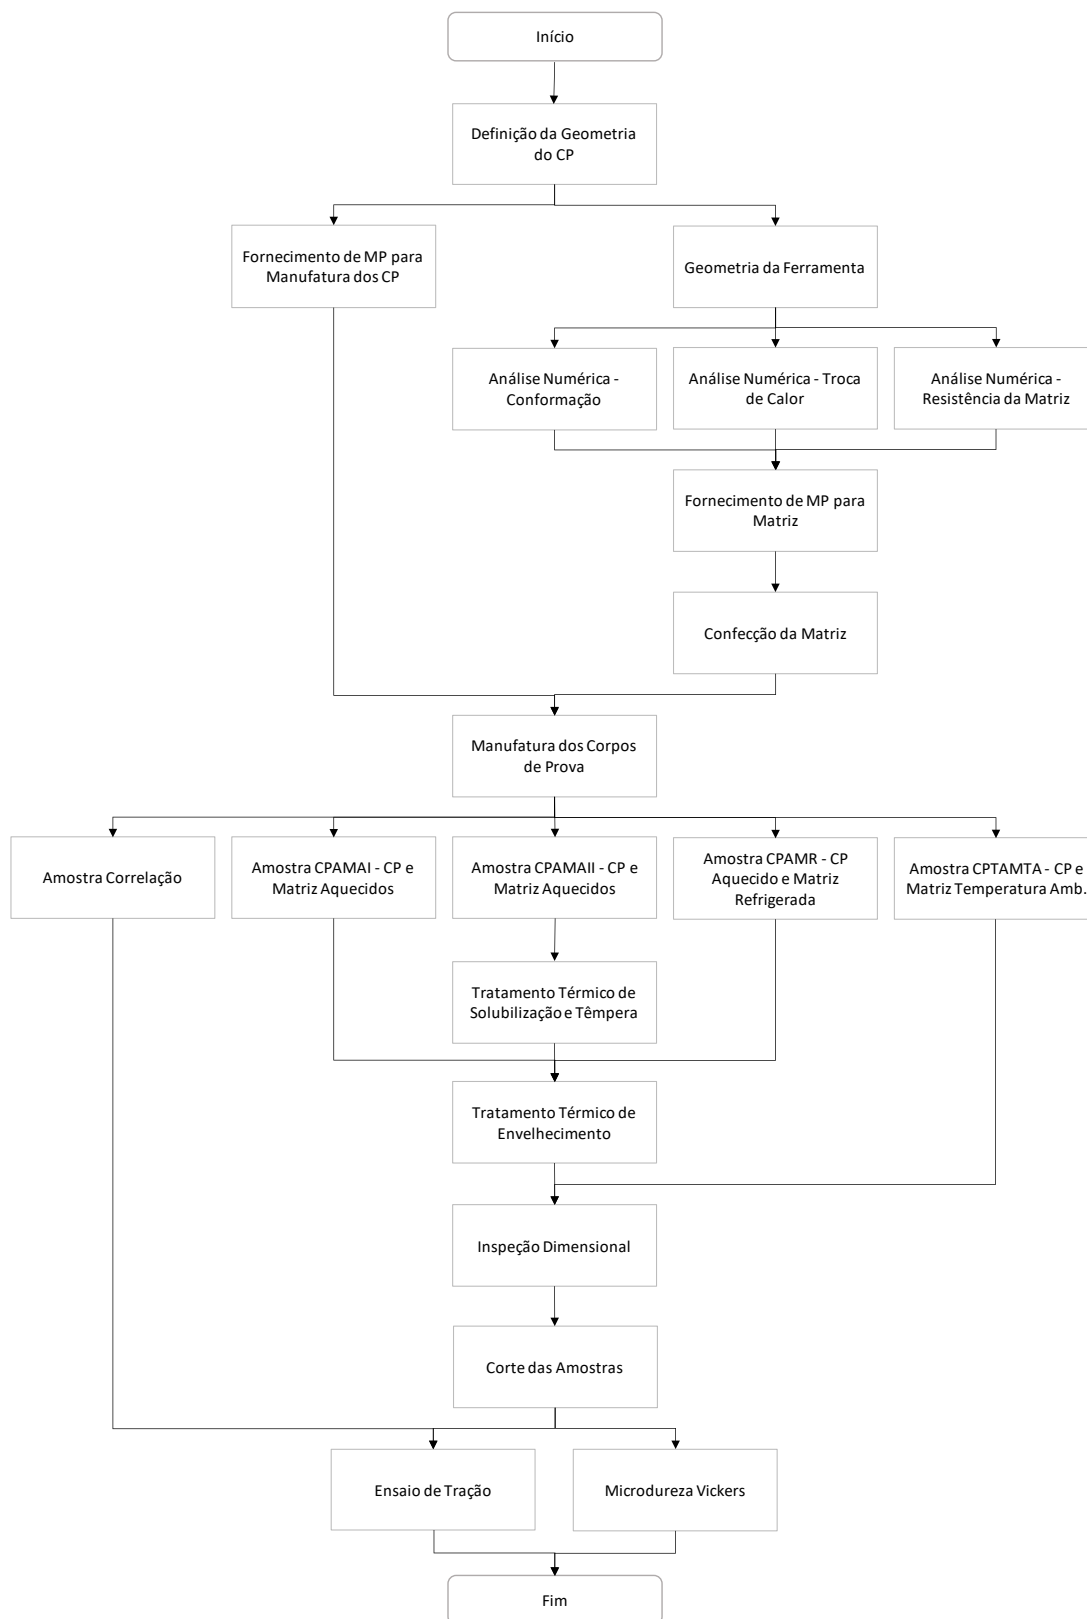 Início
Definição da Geometria
do CP
Fornecimento de MP para
Manufatura dos CP
Geometria da Ferramenta
Análise Numérica -
Conformação
Análise Numérica - Troca
de Calor
Análise Numérica -
Resistência da Matriz
Fornecimento de MP para
Matriz
Confecção da Matriz
Manufatura dos Corpos
de Prova
Amostra Correlação
Amostra CPAMAI - CP e
Matriz Aquecidos
Amostra CPAMAII - CP e
Matriz Aquecidos
Amostra CPAMR - CP
Aquecido e Matriz
Refrigerada
Amostra CPTAMTA - CP e
Matriz Temperatura Amb.
Tratamento Térmico de
Solubilização e Têmpera
Tratamento Térmico de
Envelhecimento
Inspeção Dimensional
Corte das Amostras
Ensaio de Tração
Microdureza Vickers
Fim